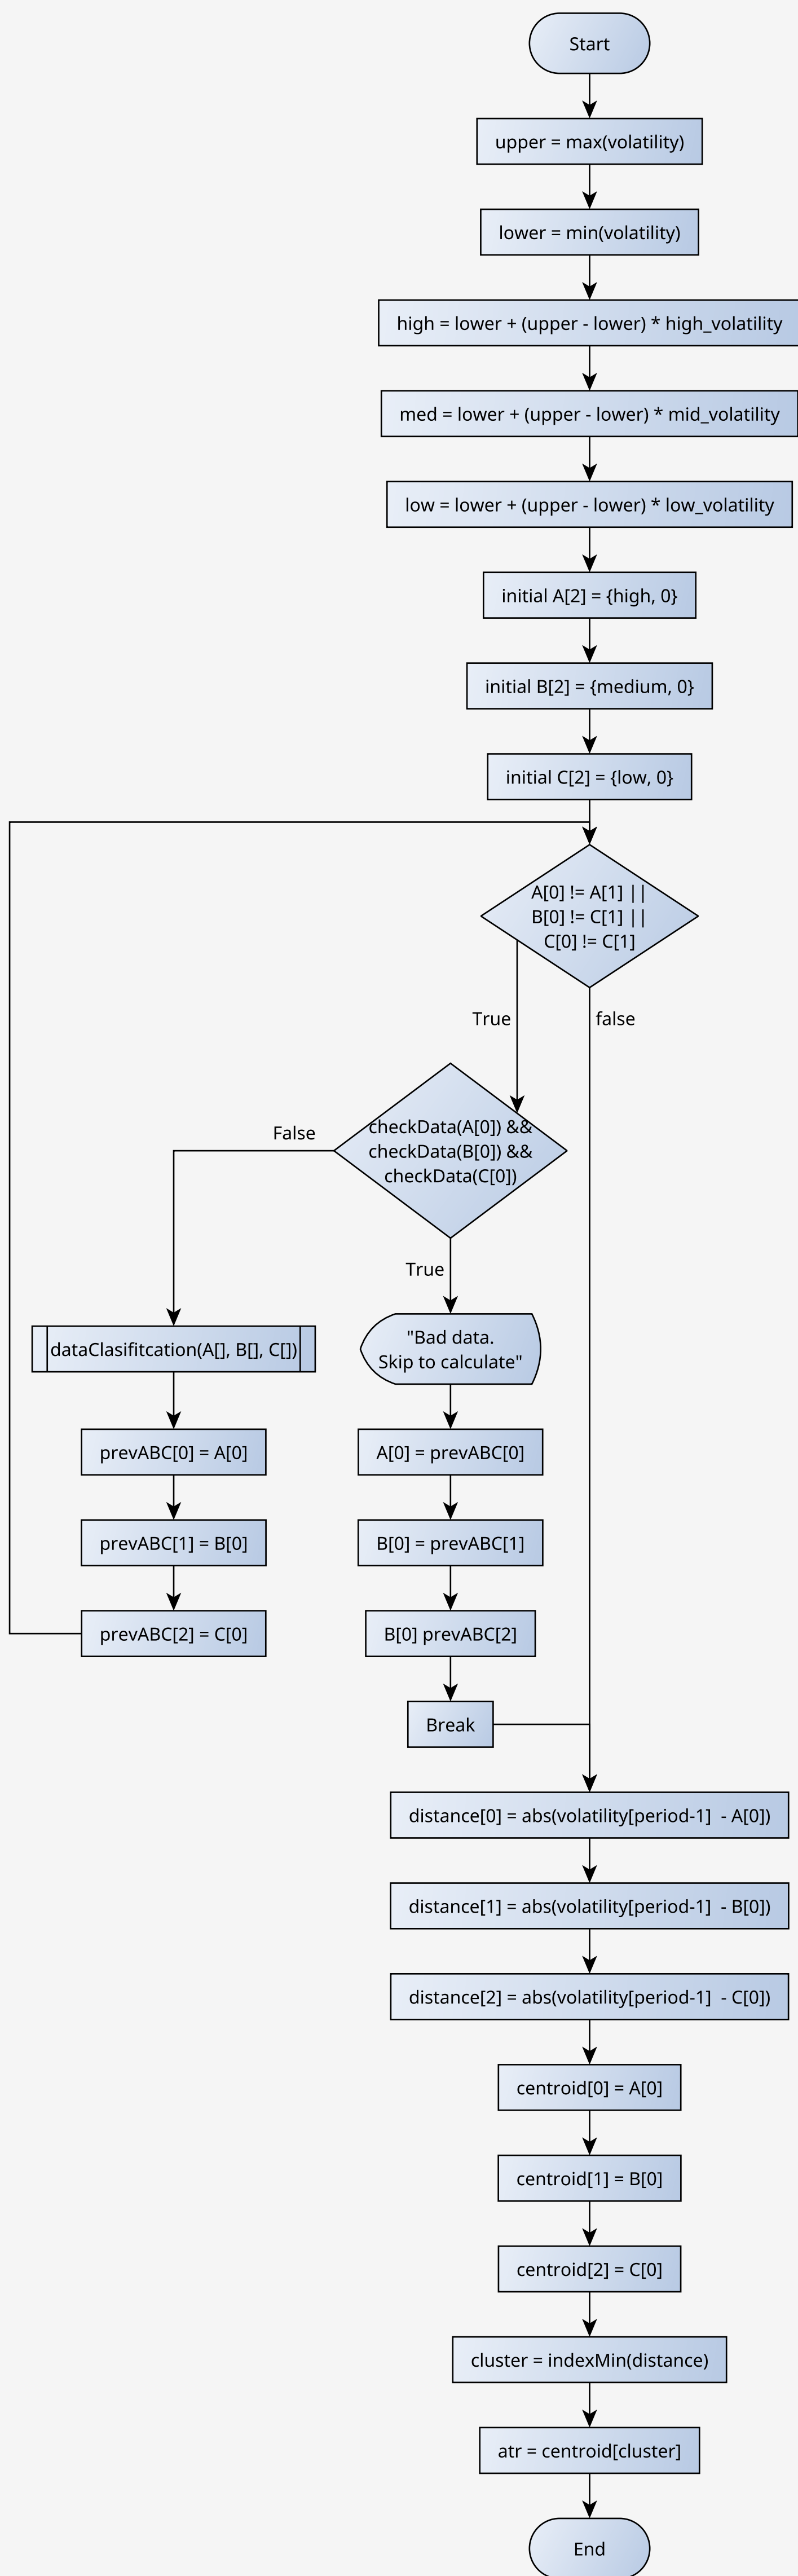 Start
upper = max(volatility)
lower = min(volatility)
high = lower + (upper - lower) * high_volatility
med = lower + (upper - lower) * mid_volatility
low = lower + (upper - lower) * low_volatility
initial A[2] = {high, 0}
initial B[2] = {medium, 0}
initial C[2] = {low, 0}
A[0] != A[1] ||
B[0] != C[1] ||
C[0] != C[1]
True
false
checkData(A[0]) &&
checkData(B[0]) &&
checkData(C[0])
False
True
dataClasifitcation(A[], B[], C[])
prevABC[0] = A[0]
prevABC[1] = B[0]
prevABC[2] = C[0]
"Bad data.
Skip to calculate"
A[0] = prevABC[0]
B[0] = prevABC[1]
B[0] prevABC[2]
Break
distance[0] = abs(volatility[period-1]  - A[0])
distance[1] = abs(volatility[period-1]  - B[0])
distance[2] = abs(volatility[period-1]  - C[0])
centroid[0] = A[0]
centroid[1] = B[0]
centroid[2] = C[0]
cluster = indexMin(distance)
atr = centroid[cluster]
End